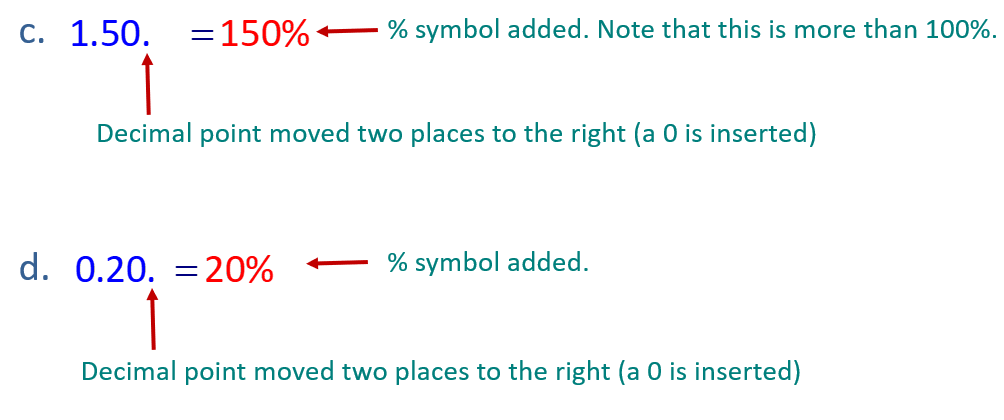 c. 1.50. =150% % symbol added. Note that this is more than 100%.
Decimal point moved two places to the right (a 0 is inserted)
d. 0.20. =20% % symbol added.
Decimal point moved two places to the right (a 0 is inserted)